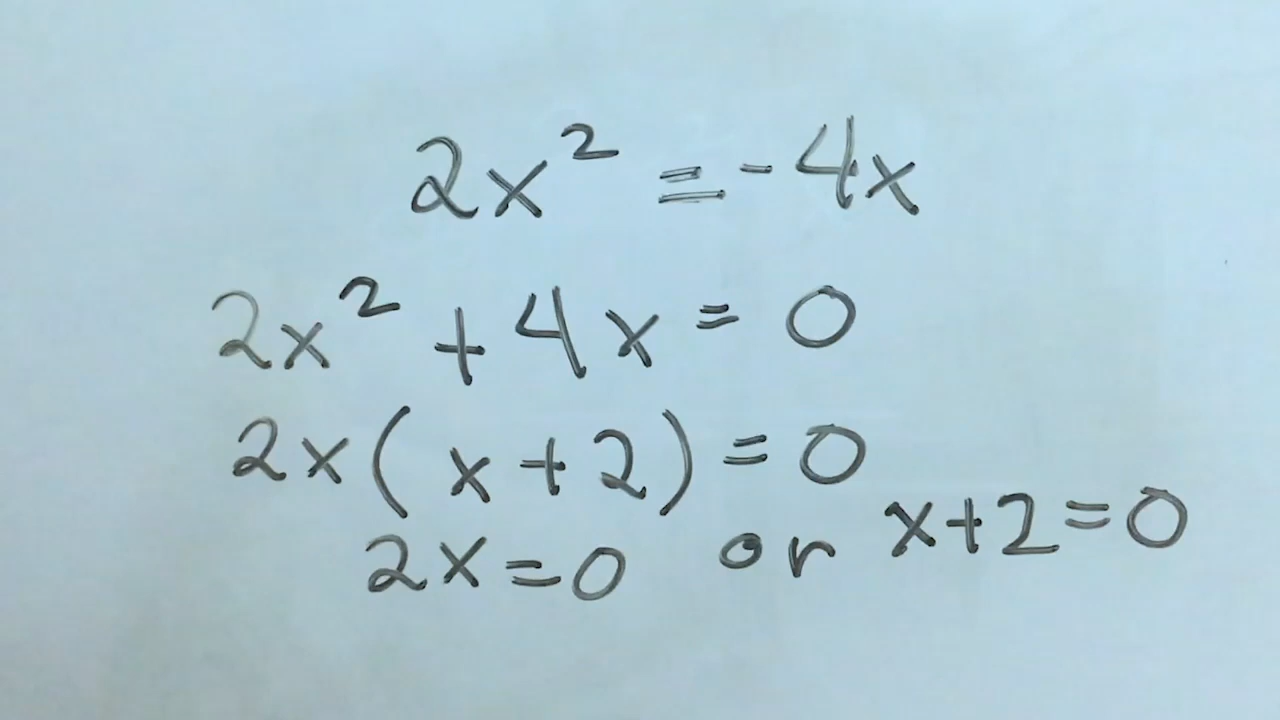 2x² = -4x
2x² + 4x = 0
2x(x+2) = 0
2x=0 or x+2=0